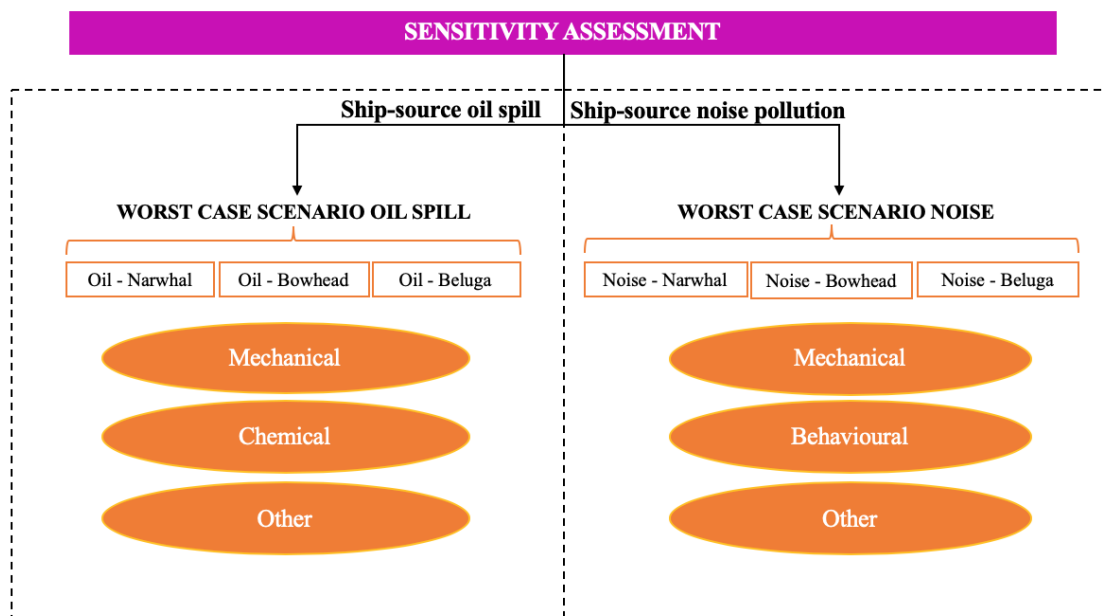 SENSITIVITY ASSESSMENT
Ship-source oil spill
Ship-source noise pollution
WORST CASE SCENARIO OIL SPILL
Oil - Narwhal
Oil - Bowhead
Oil - Beluga
Mechanical
Chemical
Other
WORST CASE SCENARIO NOISE
Noise - Narwhal
Noise - Bowhead
Noise - Beluga
Mechanical
Behavioural
Other